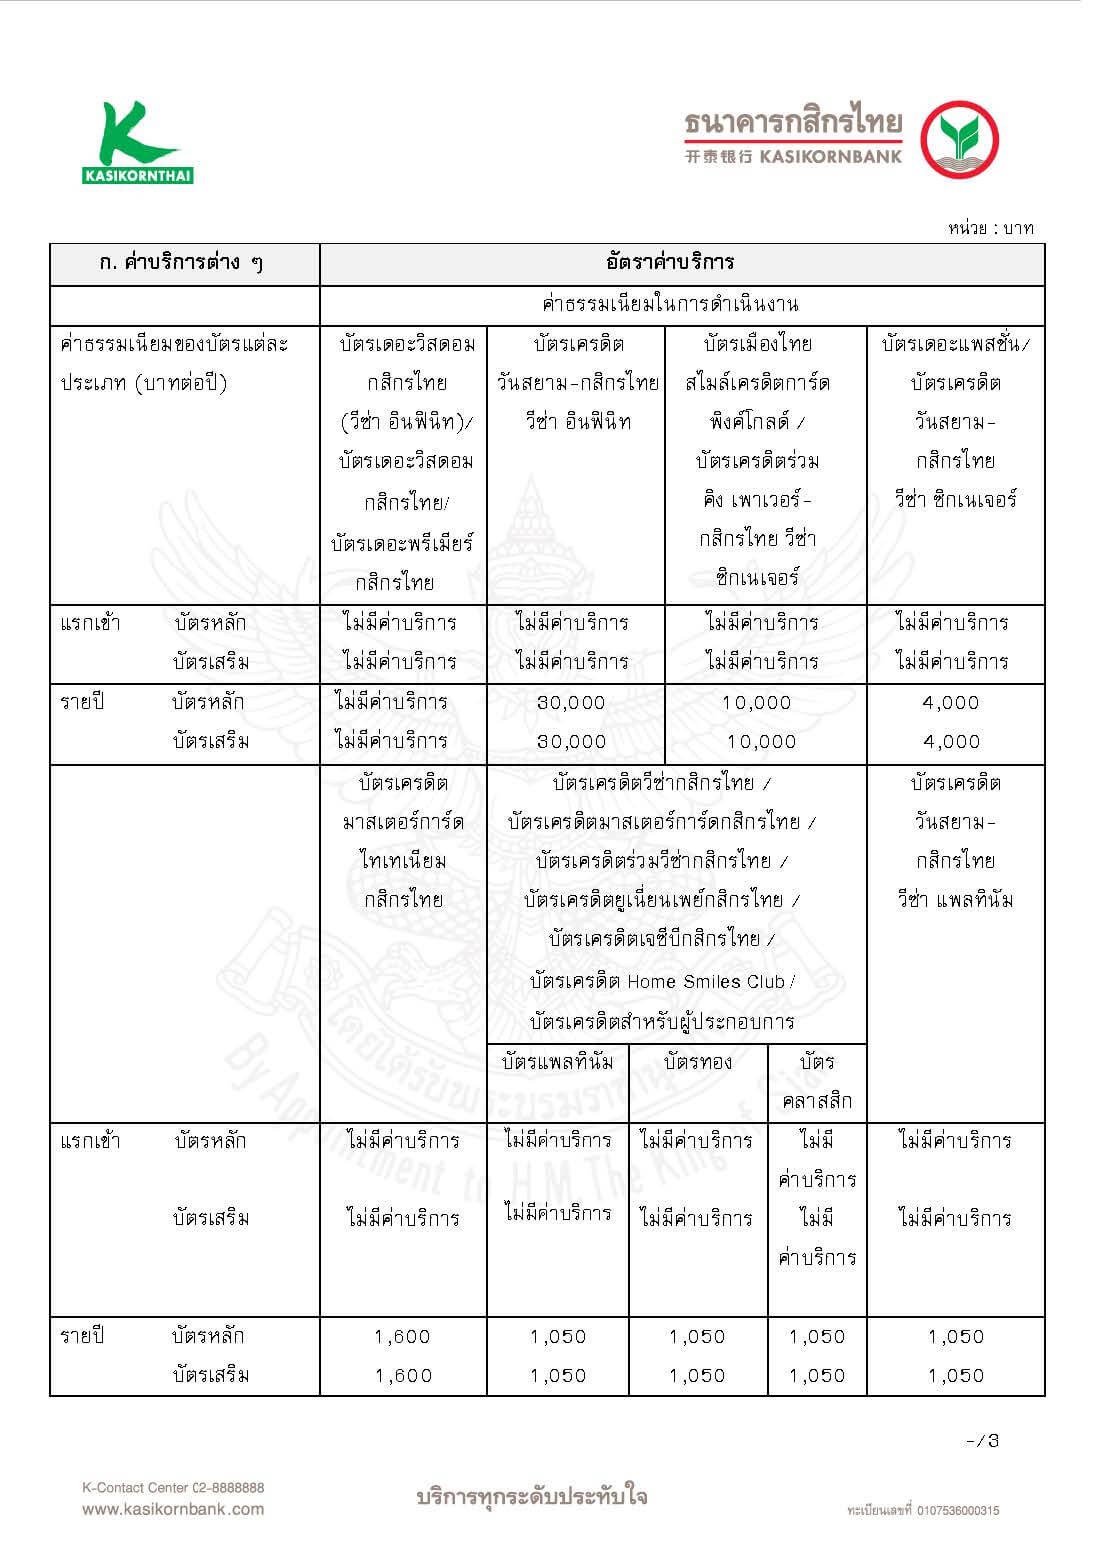 KASIKORNTHAI
ธนาคารกสิกรไทย
开泰银行 KASIKORNBANK
หน่วย : บาท
ก. ค่าบริการต่าง ๆ อัตราค่าบริการ
ค่าธรรมเนียมในการดำเนินงาน
ค่าธรรมเนียมของบัตรแต่ละ
ประเภท (บาทต่อปี)
บัตรเดอะวิสดอม
กสิกรไทย
(วีซ่า อินฟินิท)/
บัตรเดอะวิสดอม
กสิกรไทย/
บัตรเดอะพรีเมียร์
กสิกรไทย
บัตรเครดิต
วันสยาม-กสิกรไทย
วีซ่า อินฟินิท
บัตรเมืองไทย
สไมล์เครดิตการ์ด
พิงค์โกลด์ /
บัตรเครดิตร่วม
คิง เพาเวอร์-
กสิกรไทย วีซ่า
ซิกเนเจอร์
บัตรเดอะแพสชั่น/
บัตรเครดิต
วันสยาม-
กสิกรไทย
วีซ่า ซิกเนเจอร์
แรกเข้า บัตรหลัก ไม่มีค่าบริการ ไม่มีค่าบริการ ไม่มีค่าบริการ ไม่มีค่าบริการ
บัตรเสริม ไม่มีค่าบริการ ไม่มีค่าบริการ ไม่มีค่าบริการ ไม่มีค่าบริการ
รายปี บัตรหลัก ไม่มีค่าบริการ 30,000 10,000 4,000
บัตรเสริม ไม่มีค่าบริการ 30,000 10,000 4,000
บัตรเครดิต
มาสเตอร์การ์ด
ไทเทเนียม
กสิกรไทย
บัตรเครดิตวีซ่ากสิกรไทย /
บัตรเครดิตมาสเตอร์การ์ดกสิกรไทย /
บัตรเครดิตร่วมวีซ่ากสิกรไทย /
บัตรเครดิตยูเนี่ยนเพย์กสิกรไทย /
บัตรเครดิตเจซีบีกสิกรไทย /
บัตรเครดิต Home Smiles Club /
บัตรเครดิตสำหรับผู้ประกอบการ
บัตรเครดิต
วันสยาม-
กสิกรไทย
วีซ่า แพลทินัม
บัตรแพลทินัม บัตรทอง บัตร
คลาสสิก
แรกเข้า บัตรหลัก ไม่มีค่าบริการ ไม่มีค่าบริการ ไม่มีค่าบริการ ไม่มี ไม่มีค่าบริการ
ค่าบริการ
บัตรเสริม ไม่มีค่าบริการ ไม่มีค่าบริการ ไม่มีค่าบริการ ไม่มี ไม่มีค่าบริการ
ค่าบริการ
รายปี บัตรหลัก 1,600 1,050 1,050 1,050 1,050
บัตรเสริม 1,600 1,050 1,050 1,050 1,050
โดยได้รับพระบรมราชานุ
By Appointment to H.M. The King of Sia
-/3
K-Contact Center 02-8888888
www.kasikornbank.com
บริการทุกระดับประทับใจ
ทะเบียนเลขที่ 0107536000315